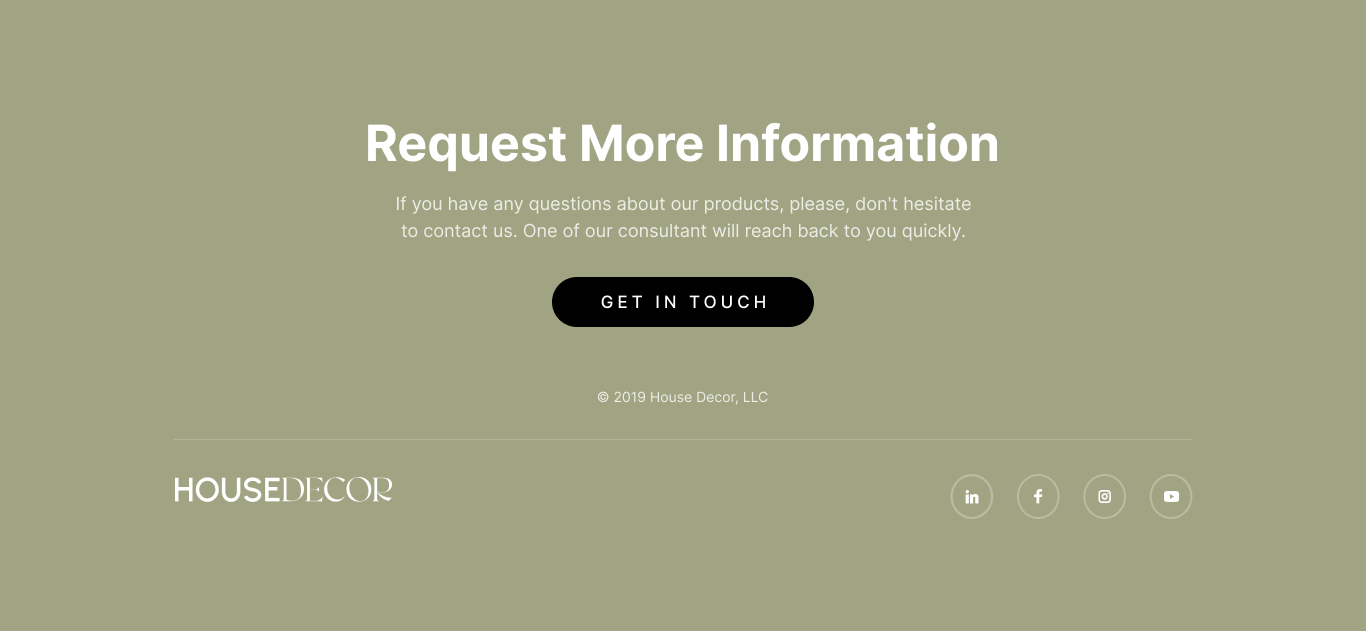 Request More Information
If you have any questions about our products, please, don't hesitate
to contact us. One of our consultant will reach back to you quickly.
GET IN TOUCH
© 2019 House Decor, LLC
HOUSEDECOR
in